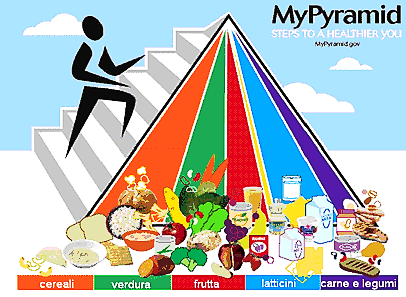 MyPyramid
STEPS TO A HEALTHIER YOU
MyPyramid.gov
cereali
verdura
frutta
latticini
carne e legumi